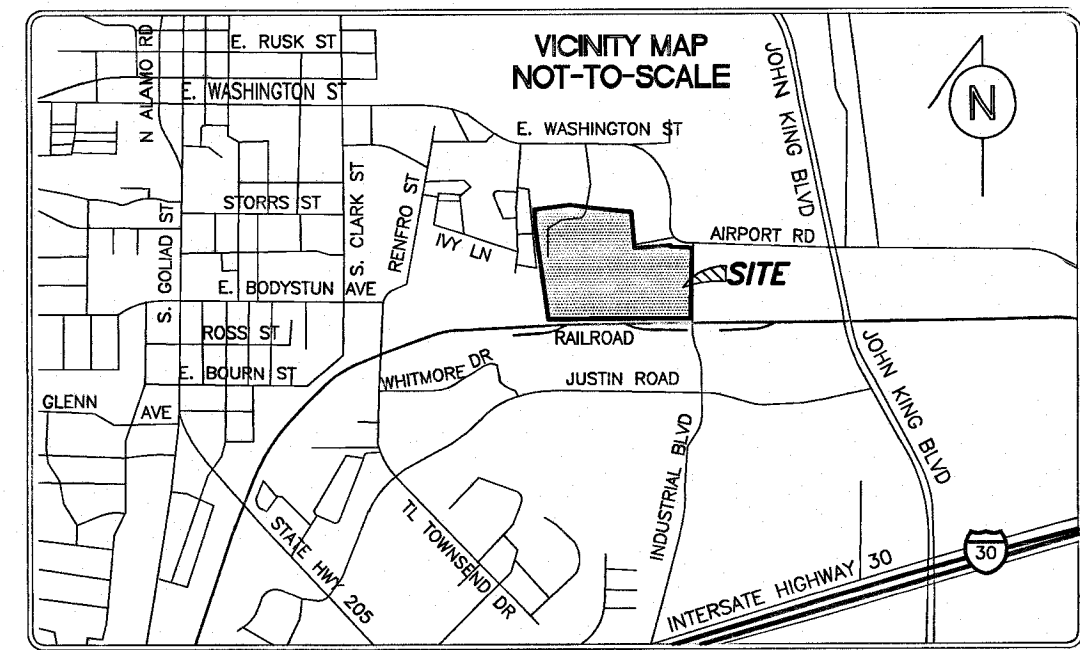 VICINITY MAP
NOT-TO-SCALE
N
N ALAMO RD
E. RUSK ST
E. WASHINGTON ST
E. WASHINGTON ST
JOHN KING BLVD
STORRS ST
S. CLARK ST
RENFRO ST
S. GOLIAD ST
IVY LN
AIRPORT RD
SITE
E. BODYSTUN AVE
ROSS ST
RAILROAD
E. BOURN ST
WHITMORE DR
JUSTIN ROAD
JOHN KING BLVD
GLENN AVE
INDUSTRIAL BLVD
STATE HWY 205
TL TOWNSEND DR
INTERSATE HIGHWAY 30
30